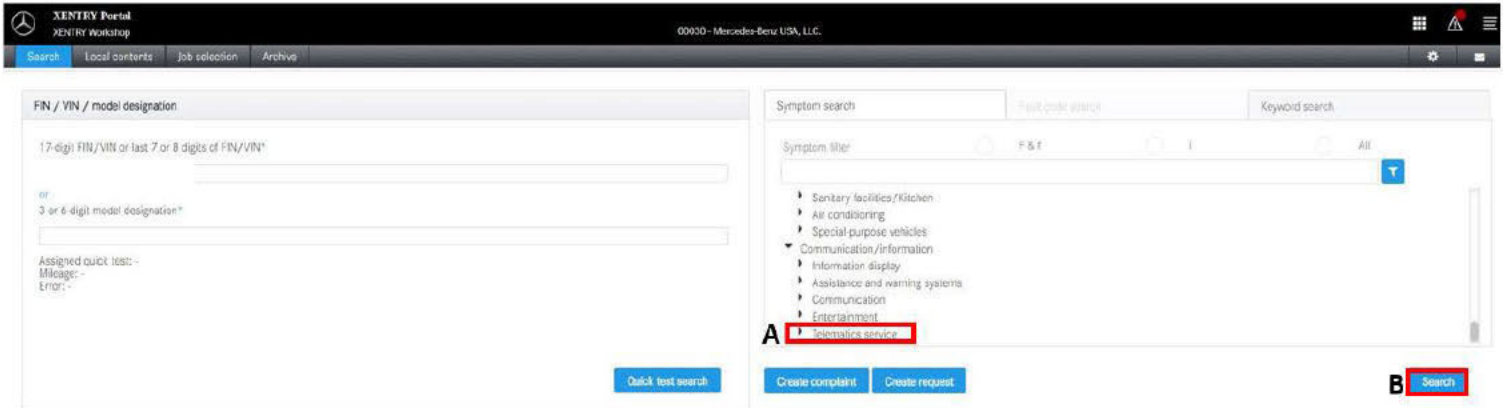 XENTRY Portal
XENTRY Workshop
00030 - Mercedes-Benz USA, LLC.
Search Local contents Job selection Archive
FIN / VIN / model designation
17-digit FIN/VIN or last 7 or 8 digits of FIN/VIN*
or
3 or 6-digit model designation*
Assigned quick test: -
Mileage: -
Error: -
Quick test search
Symptom search Fault code search Keyword search
Symptom filter F & f I All
Sanitary facilities/Kitchen
Air conditioning
Special-purpose vehicles
Communication/information
Information display
Assistance and warning systems
Communication
Entertainment
A Telematics service
Create complaint Create request B Search